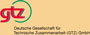 gtz
Deutsche Gesellschaft für
Technische Zusammenarbeit (GTZ) GmbH